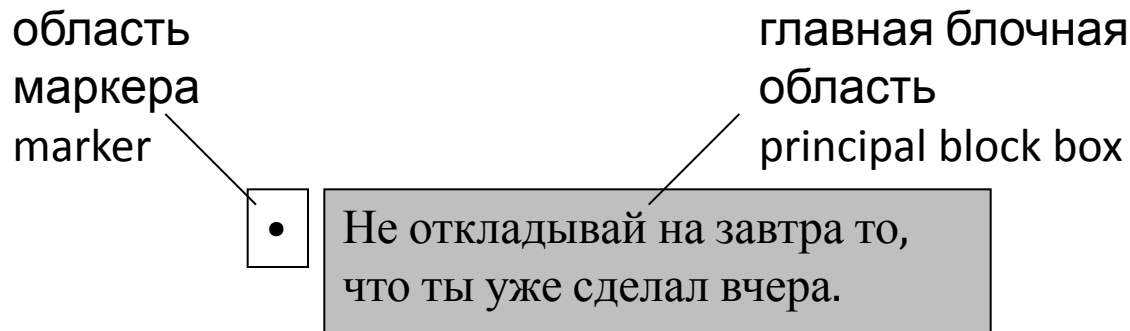 область
маркера
marker
главная блочная
область
principal block box
• Не откладывай на завтра то,
что ты уже сделал вчера.